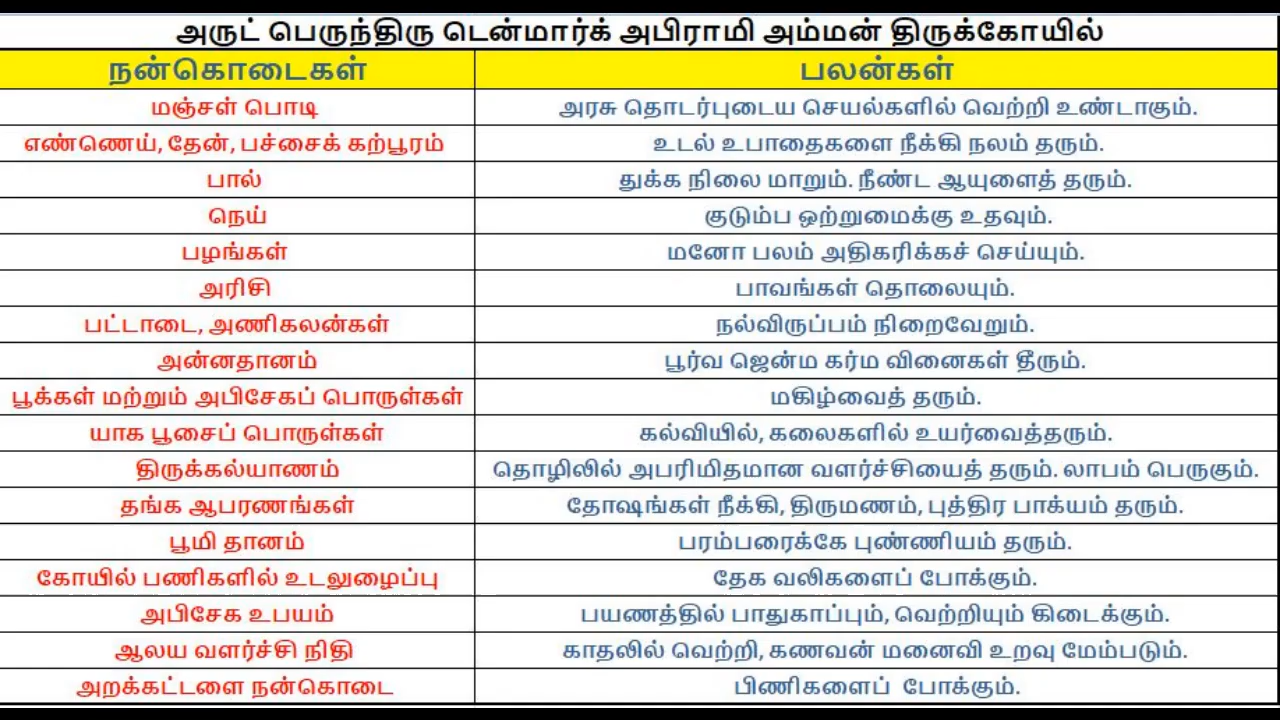 அருட் பெருந்திரு டென்மார்க் அபிராமி அம்மன் திருக்கோயில்
நன்கொடைகள் பலன்கள்
மஞ்சள் பொடி அரசு தொடர்புடைய செயல்களில் வெற்றி உண்டாகும்.
எண்ணெய், தேன், பச்சைக் கற்பூரம் உடல் உபாதைகளை நீக்கி நலம் தரும்.
பால் துக்க நிலை மாறும். நீண்ட ஆயுளைத் தரும்.
நெய் குடும்ப ஒற்றுமைக்கு உதவும்.
பழங்கள் மனோ பலம் அதிகரிக்கச் செய்யும்.
அரிசி பாவங்கள் தொலையும்.
பட்டாடை, அணிகலன்கள் நல்விருப்பம் நிறைவேறும்.
அன்னதானம் பூர்வ ஜென்ம கர்ம வினைகள் தீரும்.
பூக்கள் மற்றும் அபிசேகப் பொருள்கள் மகிழ்வைத் தரும்.
யாக பூசைப் பொருள்கள் கல்வியில், கலைகளில் உயர்வைத்தரும்.
திருக்கல்யாணம் தொழிலில் அபரிமிதமான வளர்ச்சியைத் தரும். லாபம் பெருகும்.
தங்க ஆபரணங்கள் தோஷங்கள் நீக்கி, திருமணம், புத்திர பாக்யம் தரும்.
பூமி தானம் பரம்பரைக்கே புண்ணியம் தரும்.
கோயில் பணிகளில் உடலுழைப்பு தேக வலிகளைப் போக்கும்.
அபிசேக உபயம் பயணத்தில் பாதுகாப்பும், வெற்றியும் கிடைக்கும்.
ஆலய வளர்ச்சி நிதி காதலில் வெற்றி, கணவன் மனைவி உறவு மேம்படும்.
அறக்கட்டளை நன்கொடை பிணிகளைப் போக்கும்.